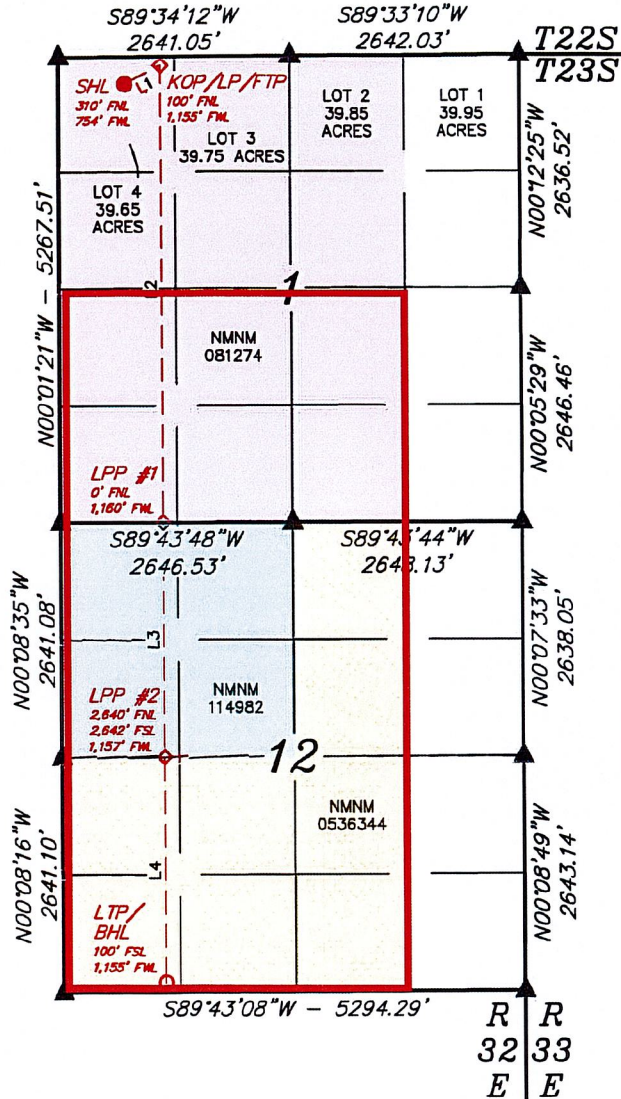 S89°34'12"W
2641.05'
S89°33'10"W
2642.03'
T22S
T23S
SHL
310' FNL
754' FWL
L1
KOP/LP/FTP
100' FNL
1,155' FWL
LOT 2
39.85
ACRES
LOT 1
39.95
ACRES
LOT 3
39.75 ACRES
LOT 4
39.65
ACRES
N00°12'25"W
2636.52'
N00°01'21"W – 5267.51'
L2
1
NMNM
081274
N00°05'29"W
2646.46'
LPP #1
0' FNL
1,160' FWL
S89°43'48"W
2646.53'
S89°43'44"W
2648.13'
N00°08'35"W
2641.08'
L3
N00°07'33"W
2638.05'
LPP #2
2,640' FNL
2,642' FSL
1,157' FWL
NMNM
114982
12
NMNM
0536344
N00°08'16"W
2641.10'
L4
N00°08'49"W
2643.14'
LTP/
BHL
100' FSL
1,155' FWL
S89°43'08"W – 5294.29'
R R
32 33
E E